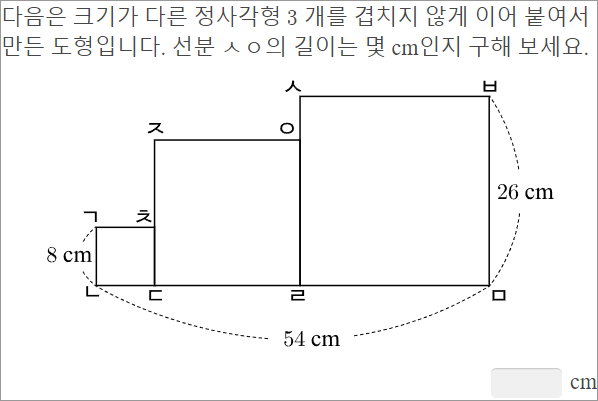 다음은 크기가 다른 정사각형 3 개를 겹치지 않게 이어 붙여서
만든 도형입니다. 선분 ㅅㅇ의 길이는 몇 cm인지 구해 보세요.
ㅅ ㅂ
ㅈ ㅇ
26 cm
ㄱ ㅊ
8 cm
ㄴ ㄷ ㄹ ㅁ
54 cm
cm